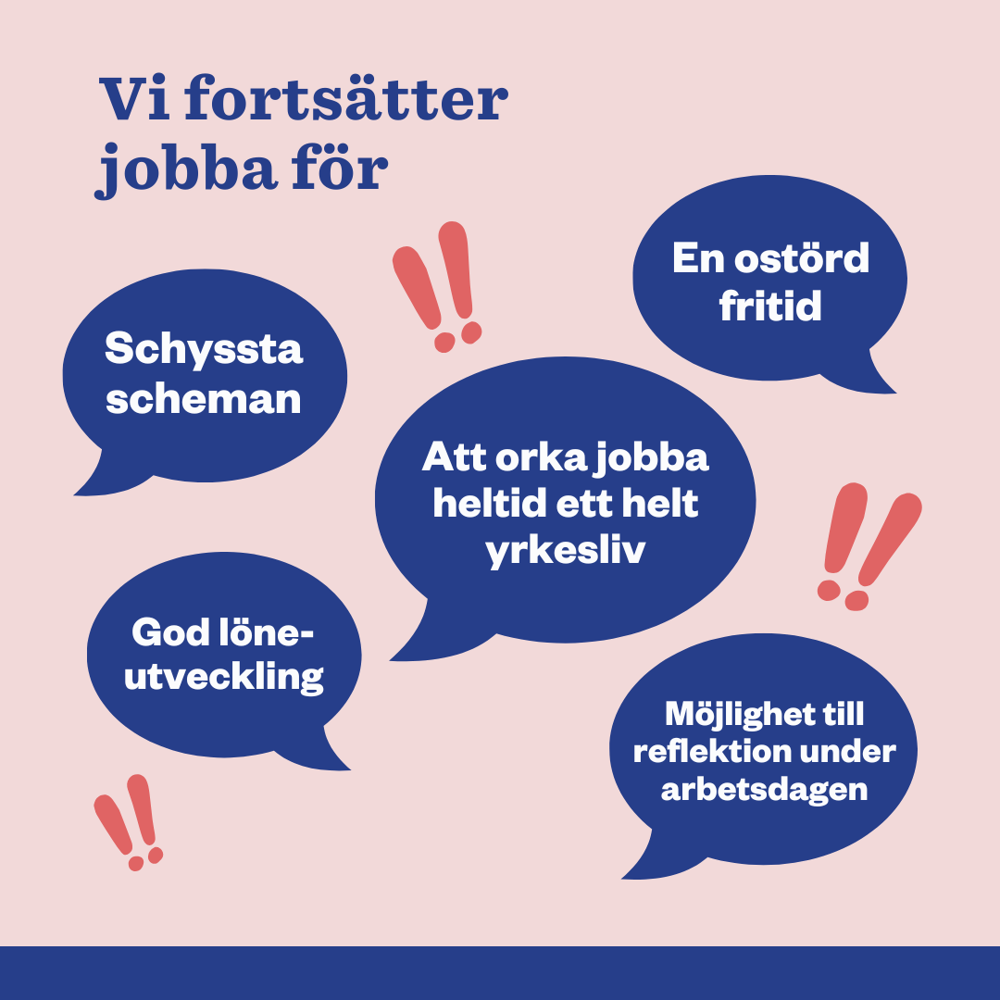 Vi fortsätter
jobba för
En ostörd
fritid
Schyssta
scheman
Att orka jobba
heltid ett helt
yrkesliv
God löne-
utveckling
Möjlighet till
reflektion under
arbetsdagen